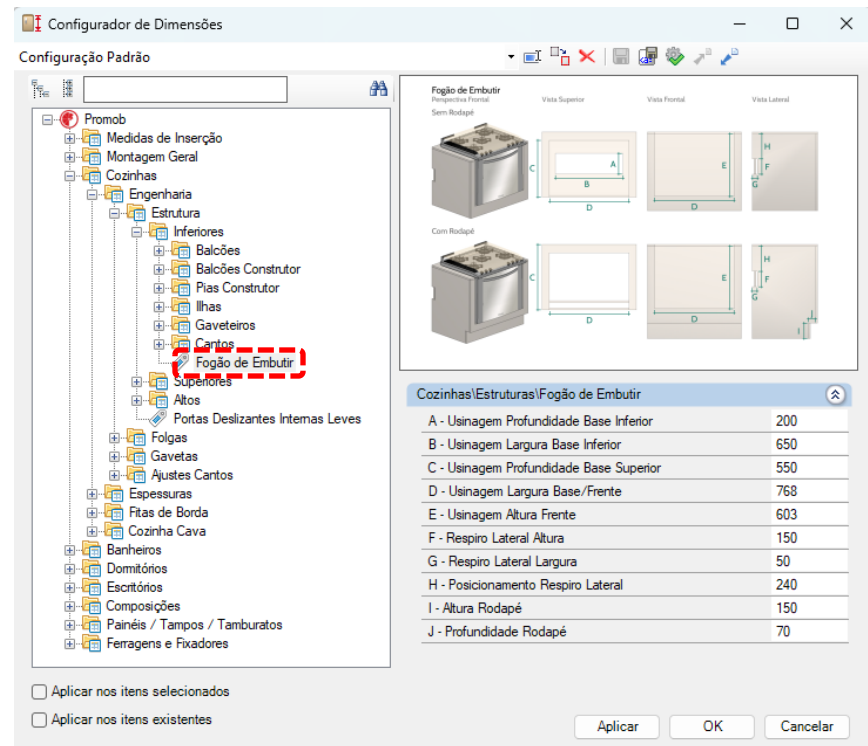 Configurador de Dimensões
Configuração Padrão
Promob
Medidas de Inserção
Montagem Geral
Cozinhas
Engenharia
Estrutura
Inferiores
Balcões
Balcões Construtor
Pias Construtor
Ilhas
Gaveteiros
Cantos
Fogão de Embutir
Superiores
Altos
Portas Deslizantes Internas Leves
Folgas
Gavetas
Ajustes Cantos
Espessuras
Fitas de Borda
Cozinha Cava
Banheiros
Dormitórios
Escritórios
Composições
Painéis / Tampos / Tamburatos
Ferragens e Fixadores
Fogão de Embutir
Perspectiva Frontal Vista Superior Vista Frontal Vista Lateral
Sem Rodapé
C A B D E D H F G
Com Rodapé
C D E D H F G I J
Cozinhas\Estruturas\Fogão de Embutir
A - Usinagem Profundidade Base Inferior 200
B - Usinagem Largura Base Inferior 650
C - Usinagem Profundidade Base Superior 550
D - Usinagem Largura Base/Frente 768
E - Usinagem Altura Frente 603
F - Respiro Lateral Altura 150
G - Respiro Lateral Largura 50
H - Posicionamento Respiro Lateral 240
I - Altura Rodapé 150
J - Profundidade Rodapé 70
Aplicar nos itens selecionados
Aplicar nos itens existentes
Aplicar OK Cancelar